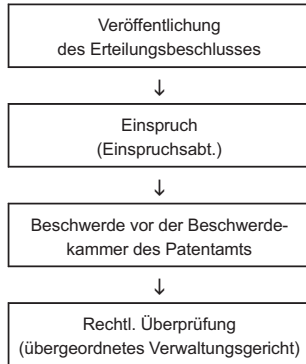 Veröffentlichung
des Erteilungsbeschlusses
↓
Einspruch
(Einspruchsabt.)
↓
Beschwerde vor der Beschwerde-
kammer des Patentamts
↓
Rechtl. Überprüfung
(übergeordnetes Verwaltungsgericht)